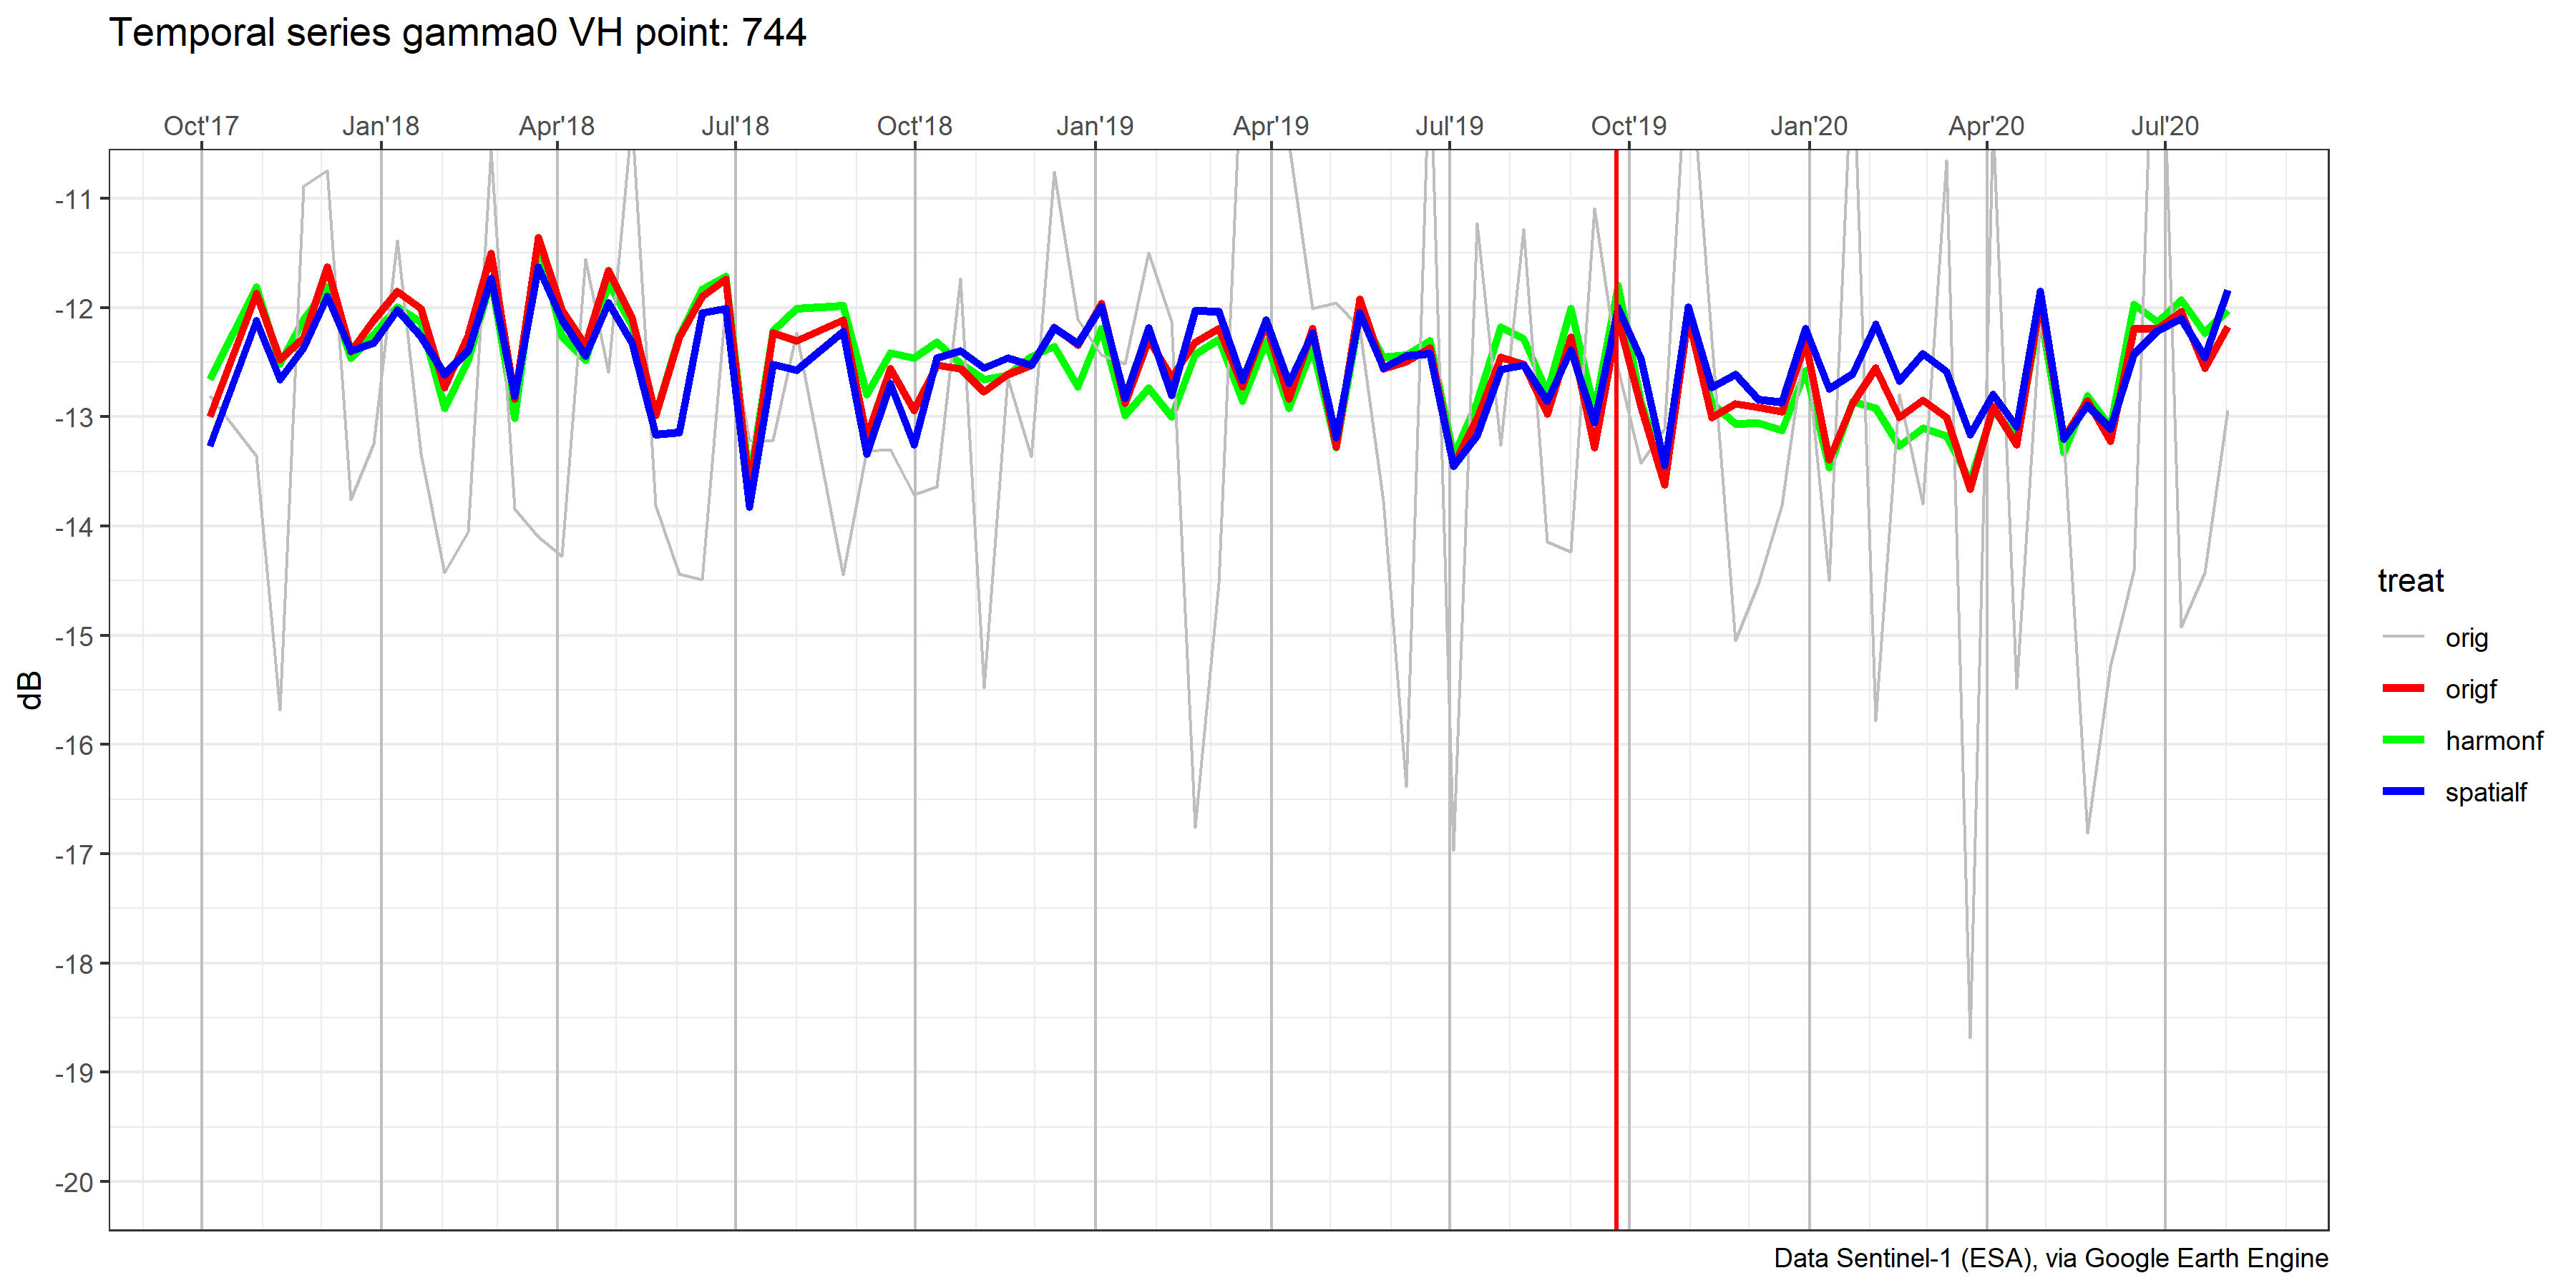 Temporal series gamma0 VH point: 744
Oct'17 Jan'18 Apr'18 Jul'18 Oct'18 Jan'19 Apr'19 Jul'19 Oct'19 Jan'20 Apr'20 Jul'20
-11
-12
-13
-14
-15
-16
-17
-18
-19
-20
dB
treat
orig
origf
harmonf
spatialf
Data Sentinel-1 (ESA), via Google Earth Engine